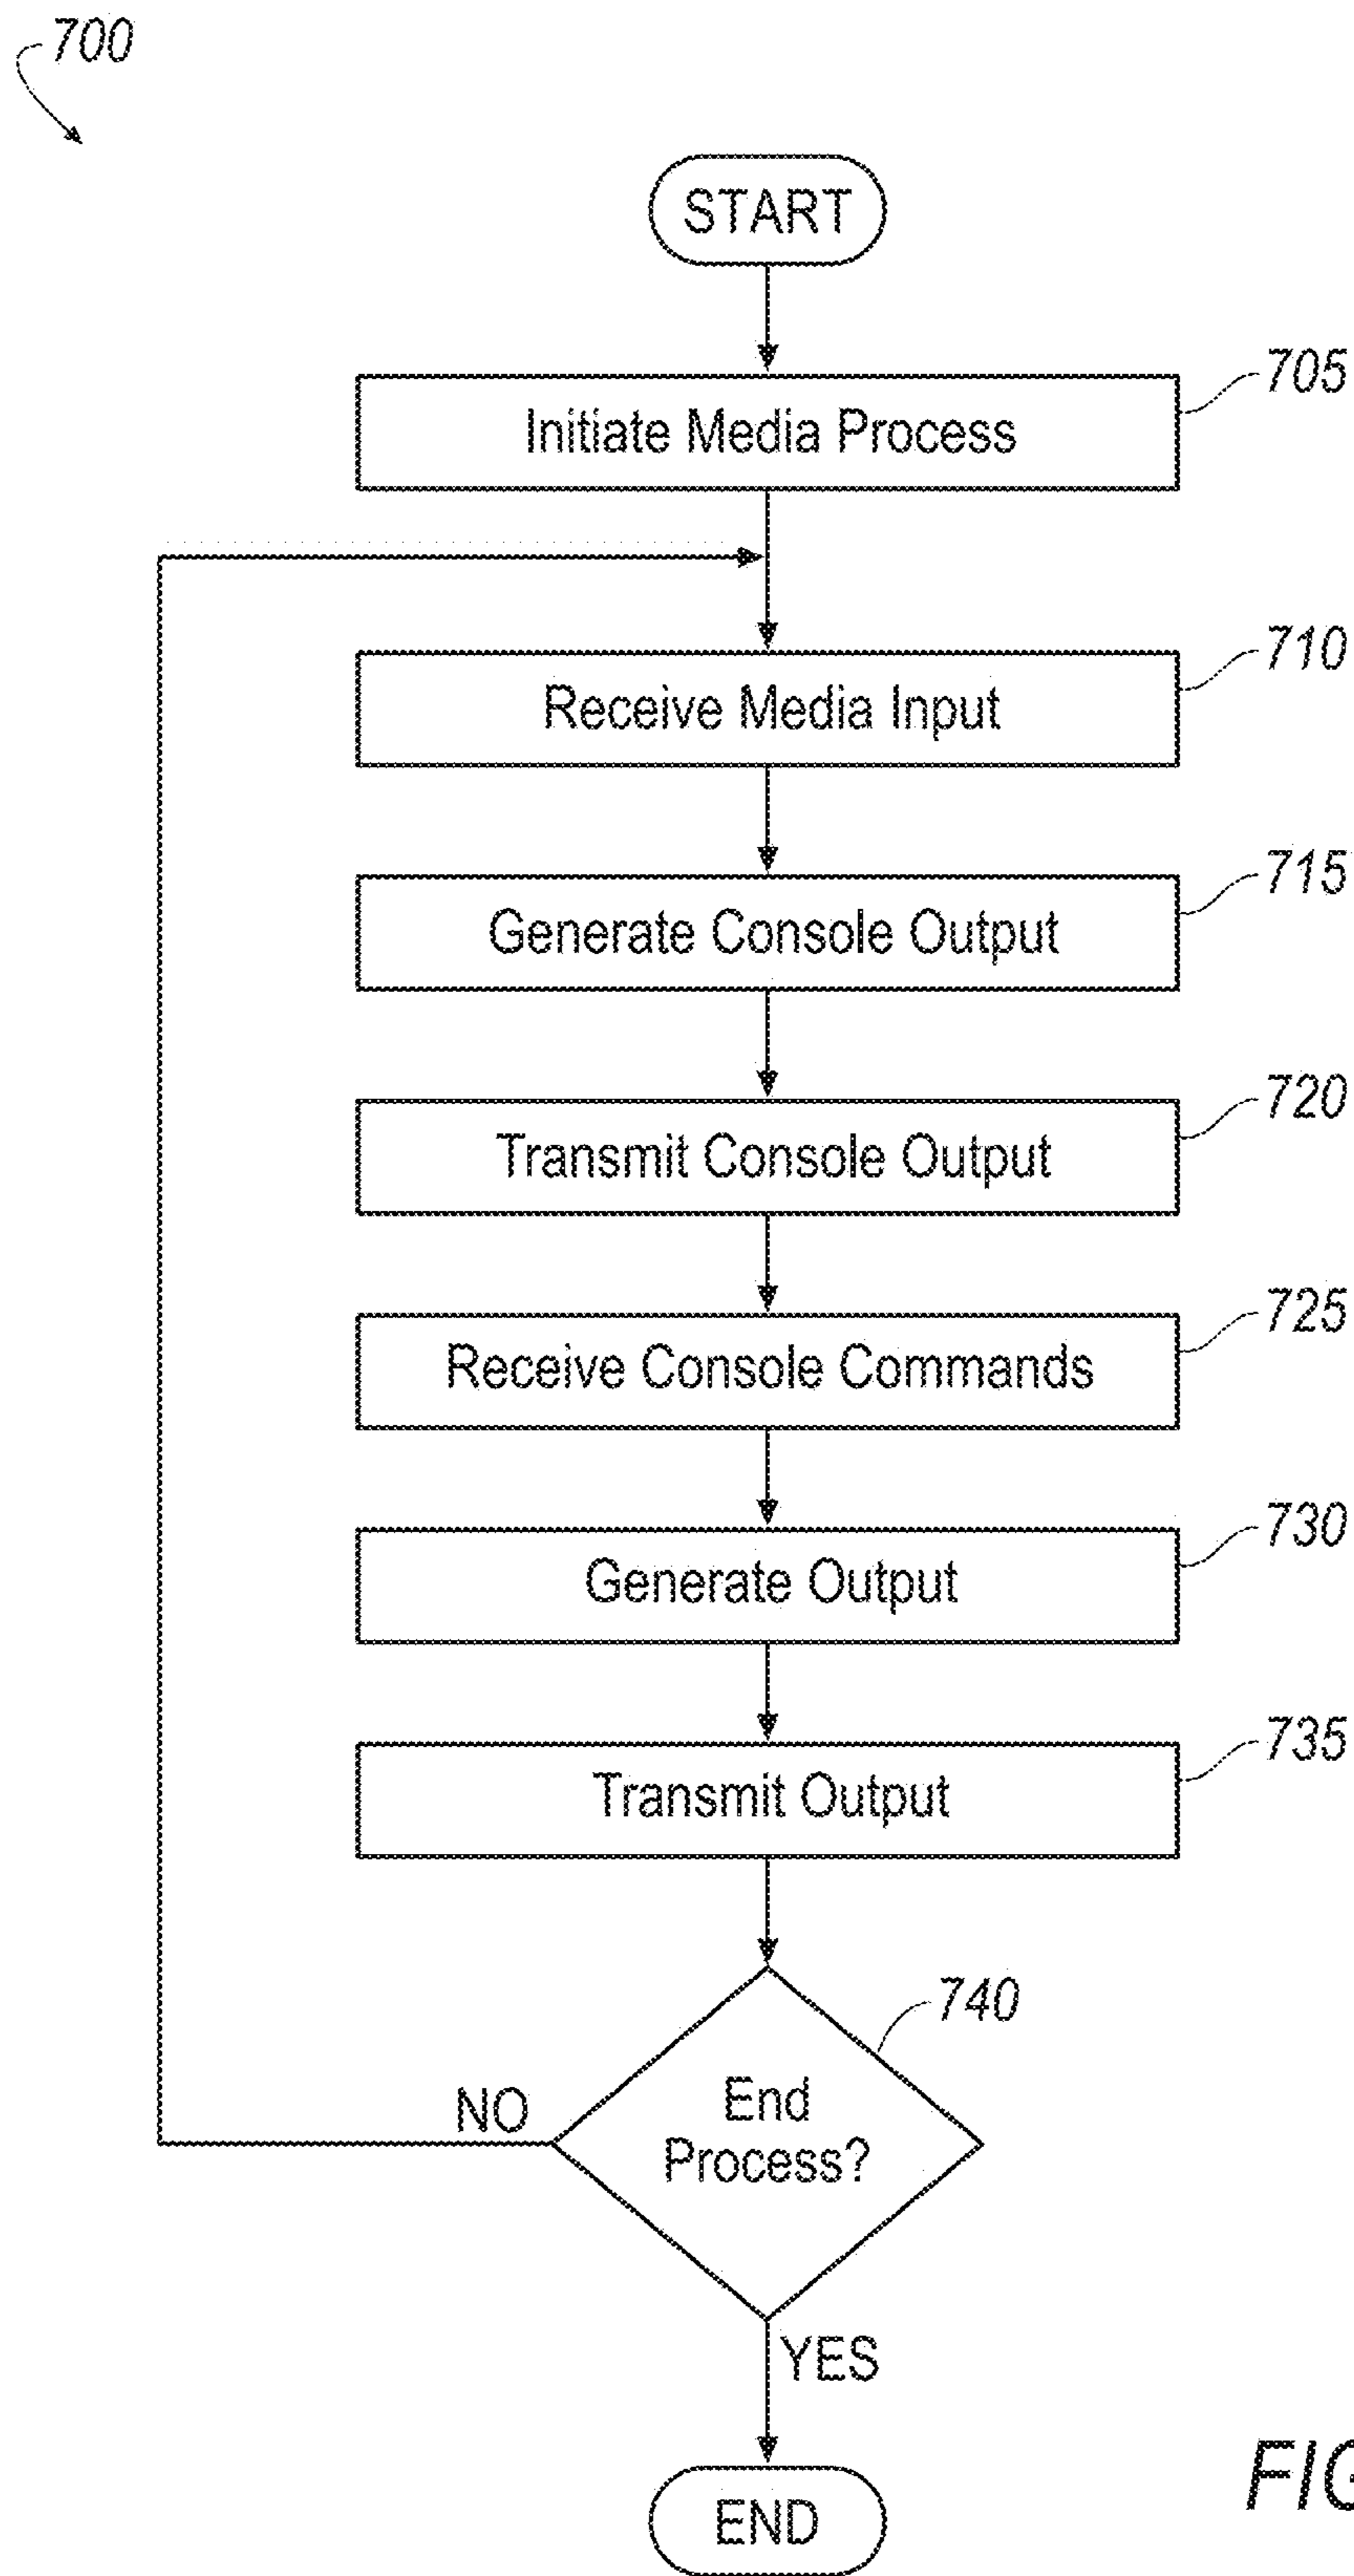 700
START
705
Initiate Media Process
710
Receive Media Input
715
Generate Console Output
720
Transmit Console Output
725
Receive Console Commands
730
Generate Output
735
Transmit Output
740
End
Process?
NO
YES
FIG
END